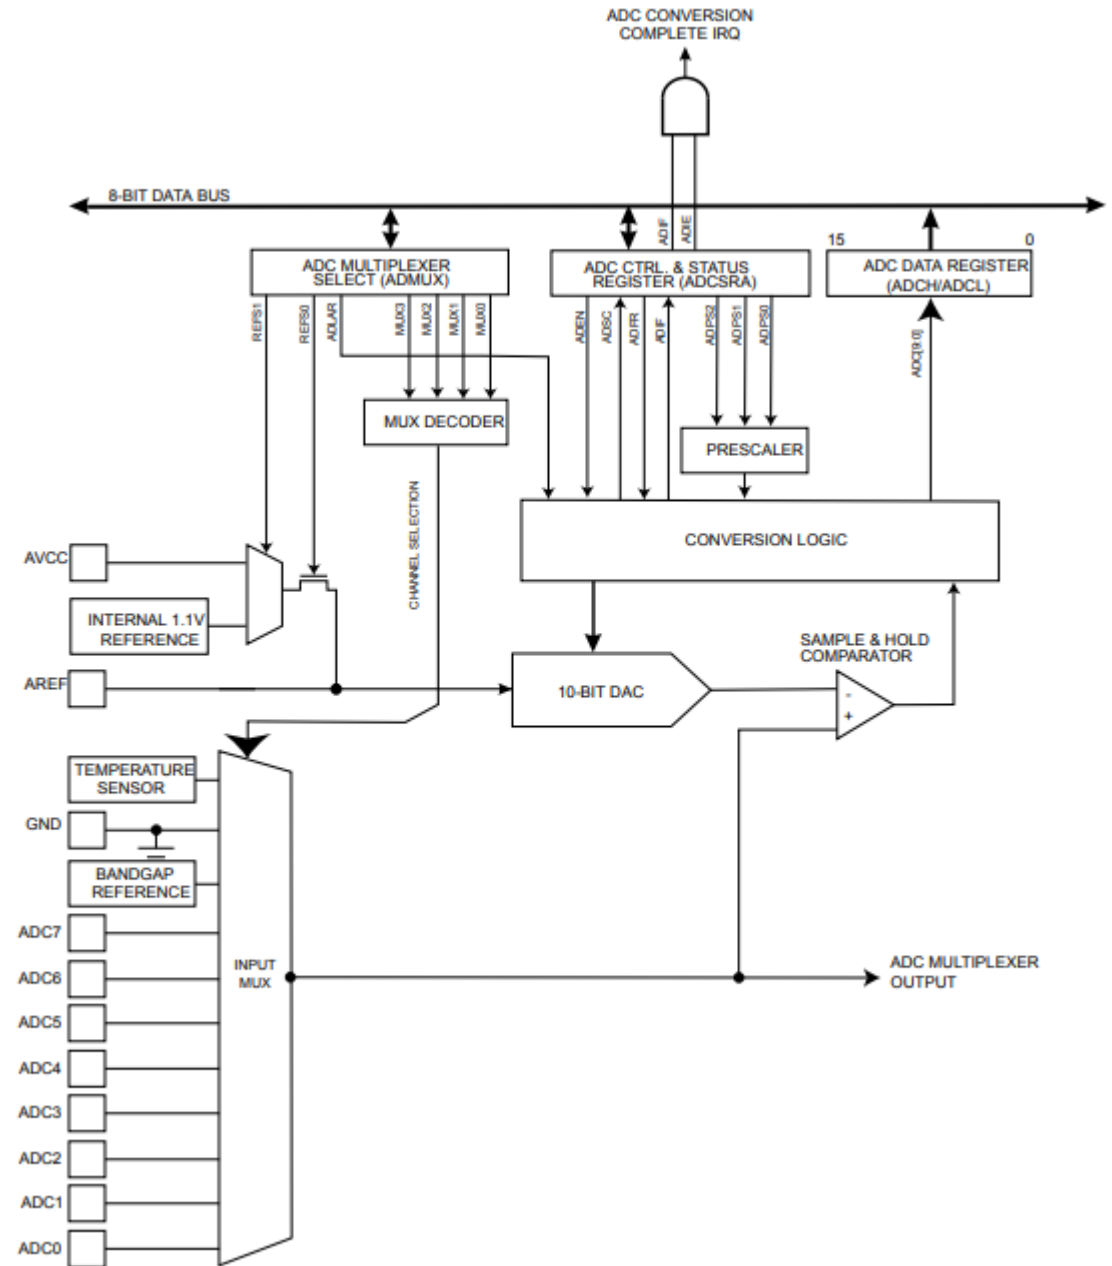 ADC CONVERSION
COMPLETE IRQ
8-BIT DATA BUS
ADIF
ADIE
15
0
ADC MULTIPLEXER
SELECT (ADMUX)
ADC CTRL. & STATUS
REGISTER (ADCSRA)
ADC DATA REGISTER
(ADCH/ADCL)
REFS1
REFS0
ADLAR
MUX3
MUX2
MUX1
MUX0
ADEN
ADSC
ADFR
ADIF
ADPS2
ADPS1
ADPS0
ADC[9:0]
MUX DECODER
PRESCALER
CHANNEL SELECTION
CONVERSION LOGIC
AVCC
INTERNAL 1.1V
REFERENCE
SAMPLE & HOLD
COMPARATOR
AREF
10-BIT DAC
-
+
TEMPERATURE
SENSOR
GND
BANDGAP
REFERENCE
ADC7
ADC6
INPUT
MUX
ADC MULTIPLEXER
OUTPUT
ADC5
ADC4
ADC3
ADC2
ADC1
ADC0